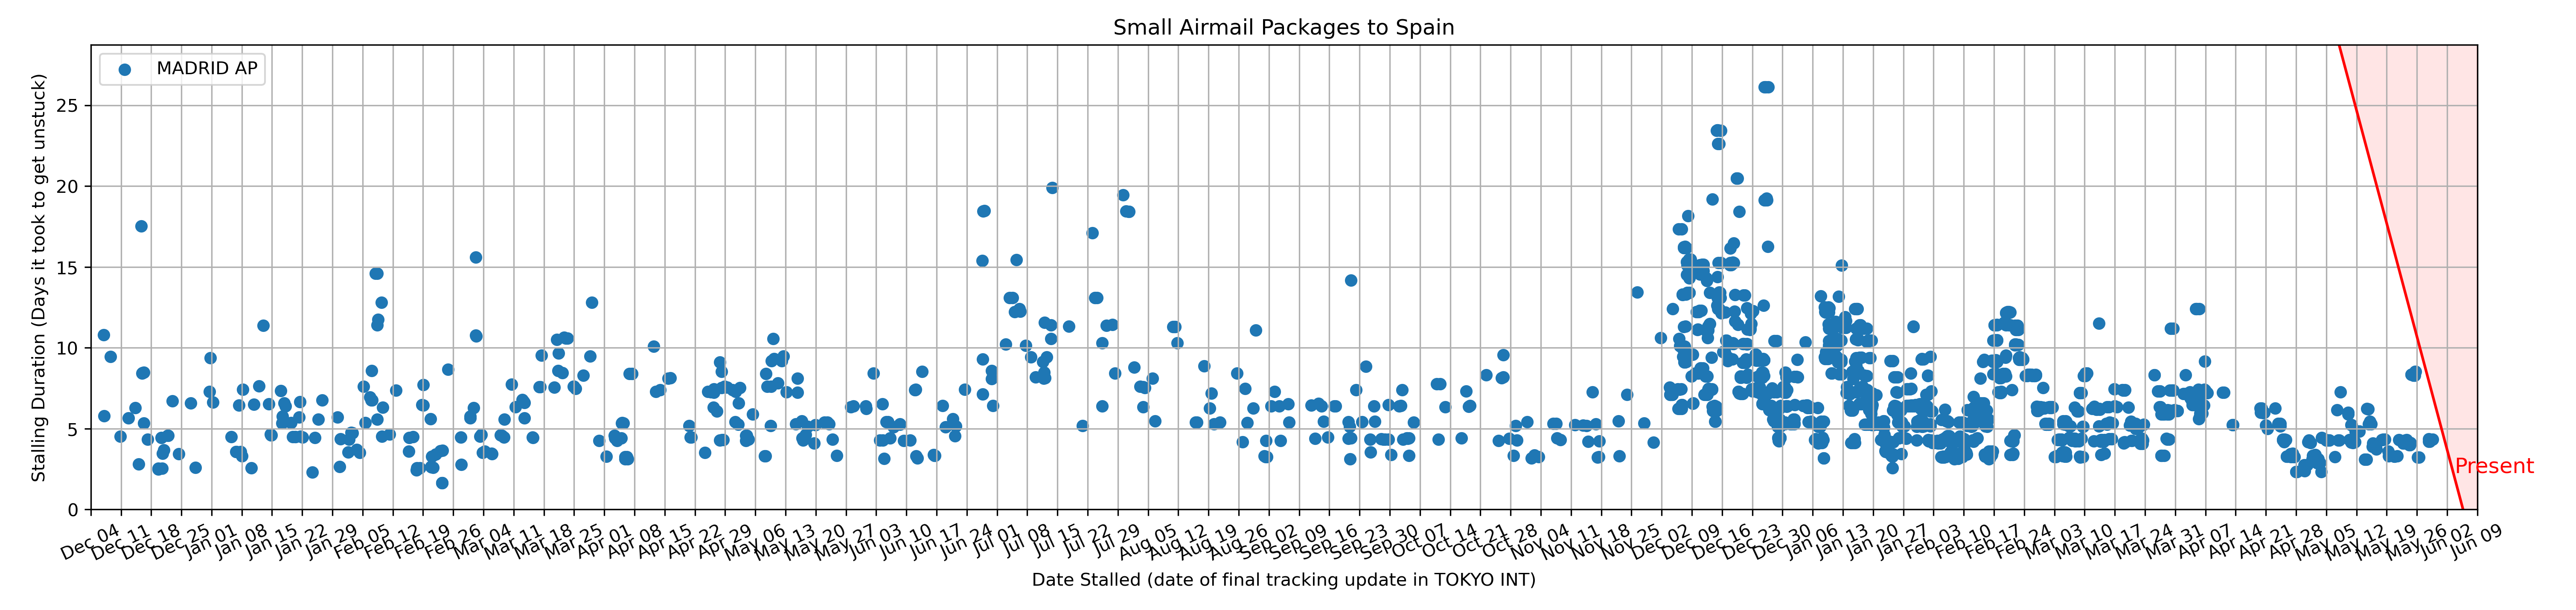 Small Airmail Packages to Spain
MADRID AP
Stalling Duration (Days it took to get unstuck)
25
20
15
10
5
0
Present
Dec 04
Dec 11
Dec 18
Dec 25
Jan 01
Jan 08
Jan 15
Jan 22
Jan 29
Feb 05
Feb 12
Feb 19
Feb 26
Mar 04
Mar 11
Mar 18
Mar 25
Apr 01
Apr 08
Apr 15
Apr 22
Apr 29
May 06
May 13
May 20
May 27
Jun 03
Jun 10
Jun 17
Jun 24
Jul 01
Jul 08
Jul 15
Jul 22
Jul 29
Aug 05
Aug 12
Aug 19
Aug 26
Sep 02
Sep 09
Sep 16
Sep 23
Sep 30
Oct 07
Oct 14
Oct 21
Oct 28
Nov 04
Nov 11
Nov 18
Nov 25
Dec 02
Dec 09
Dec 16
Dec 23
Dec 30
Jan 06
Jan 13
Jan 20
Jan 27
Feb 03
Feb 10
Feb 17
Feb 24
Mar 03
Mar 10
Mar 17
Mar 24
Mar 31
Apr 07
Apr 14
Apr 21
Apr 28
May 05
May 12
May 19
May 26
Jun 02
Jun 09
Date Stalled (date of final tracking update in TOKYO INT)